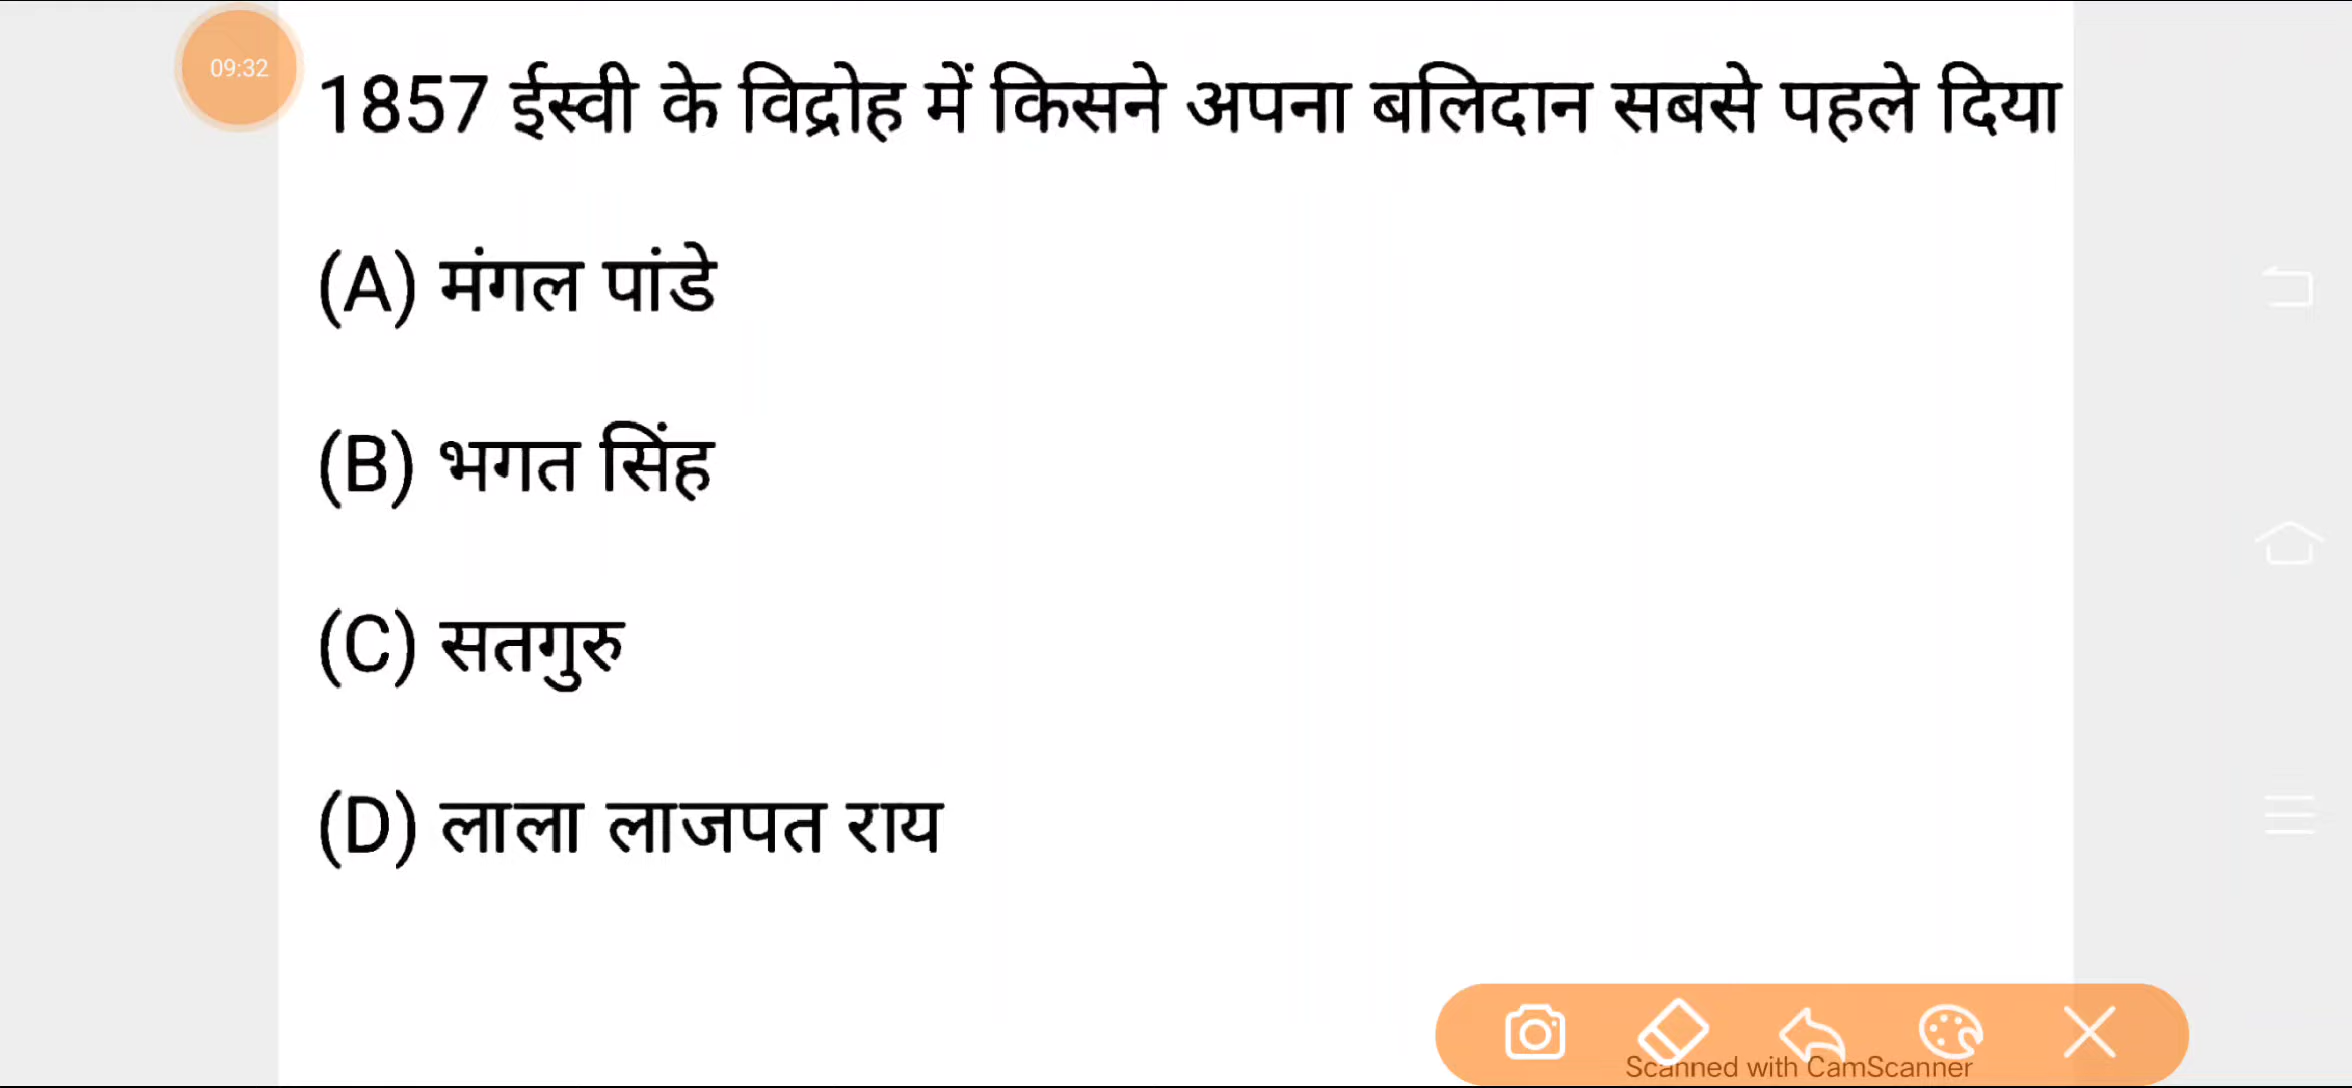 09:32
1857 ईस्वी के विद्रोह में किसने अपना बलिदान सबसे पहले दिया
(A) मंगल पांडे
(B) भगत सिंह
(C) सतगुरु
(D) लाला लाजपत राय
Scanned with CamScanner